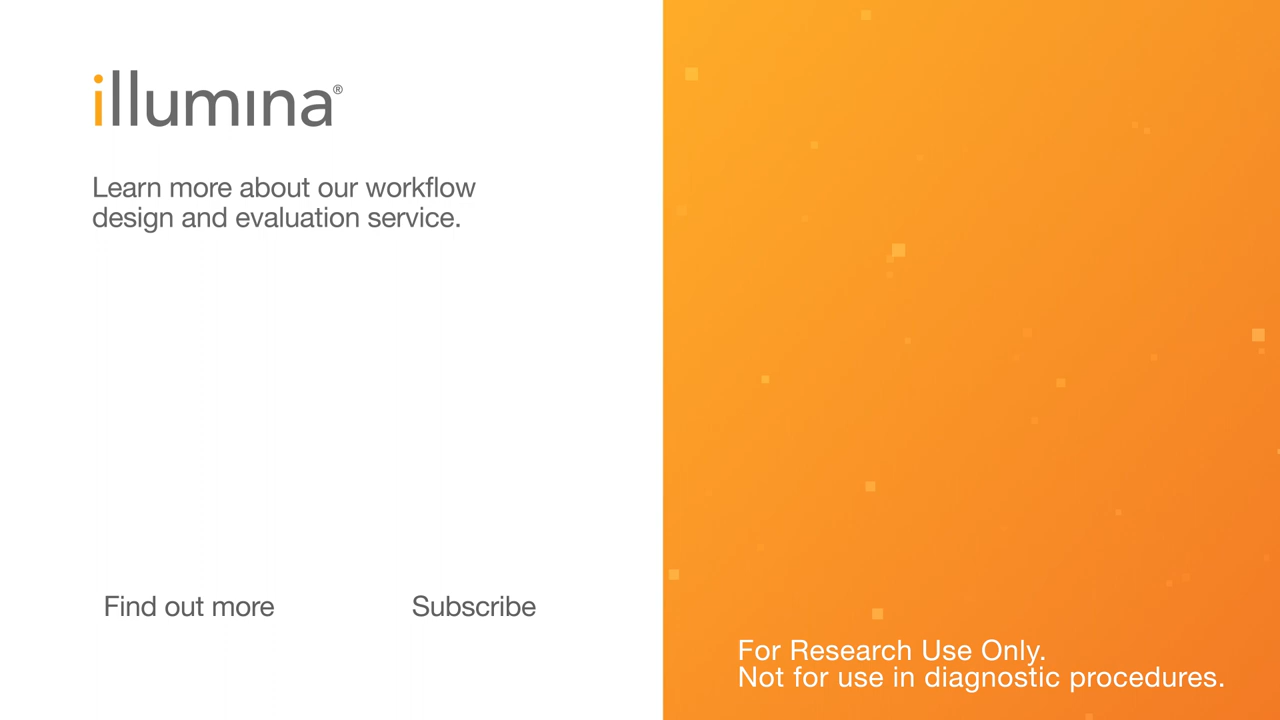 illumina®
Learn more about our workflow
design and evaluation service.
Find out more
Subscribe
For Research Use Only.
Not for use in diagnostic procedures.